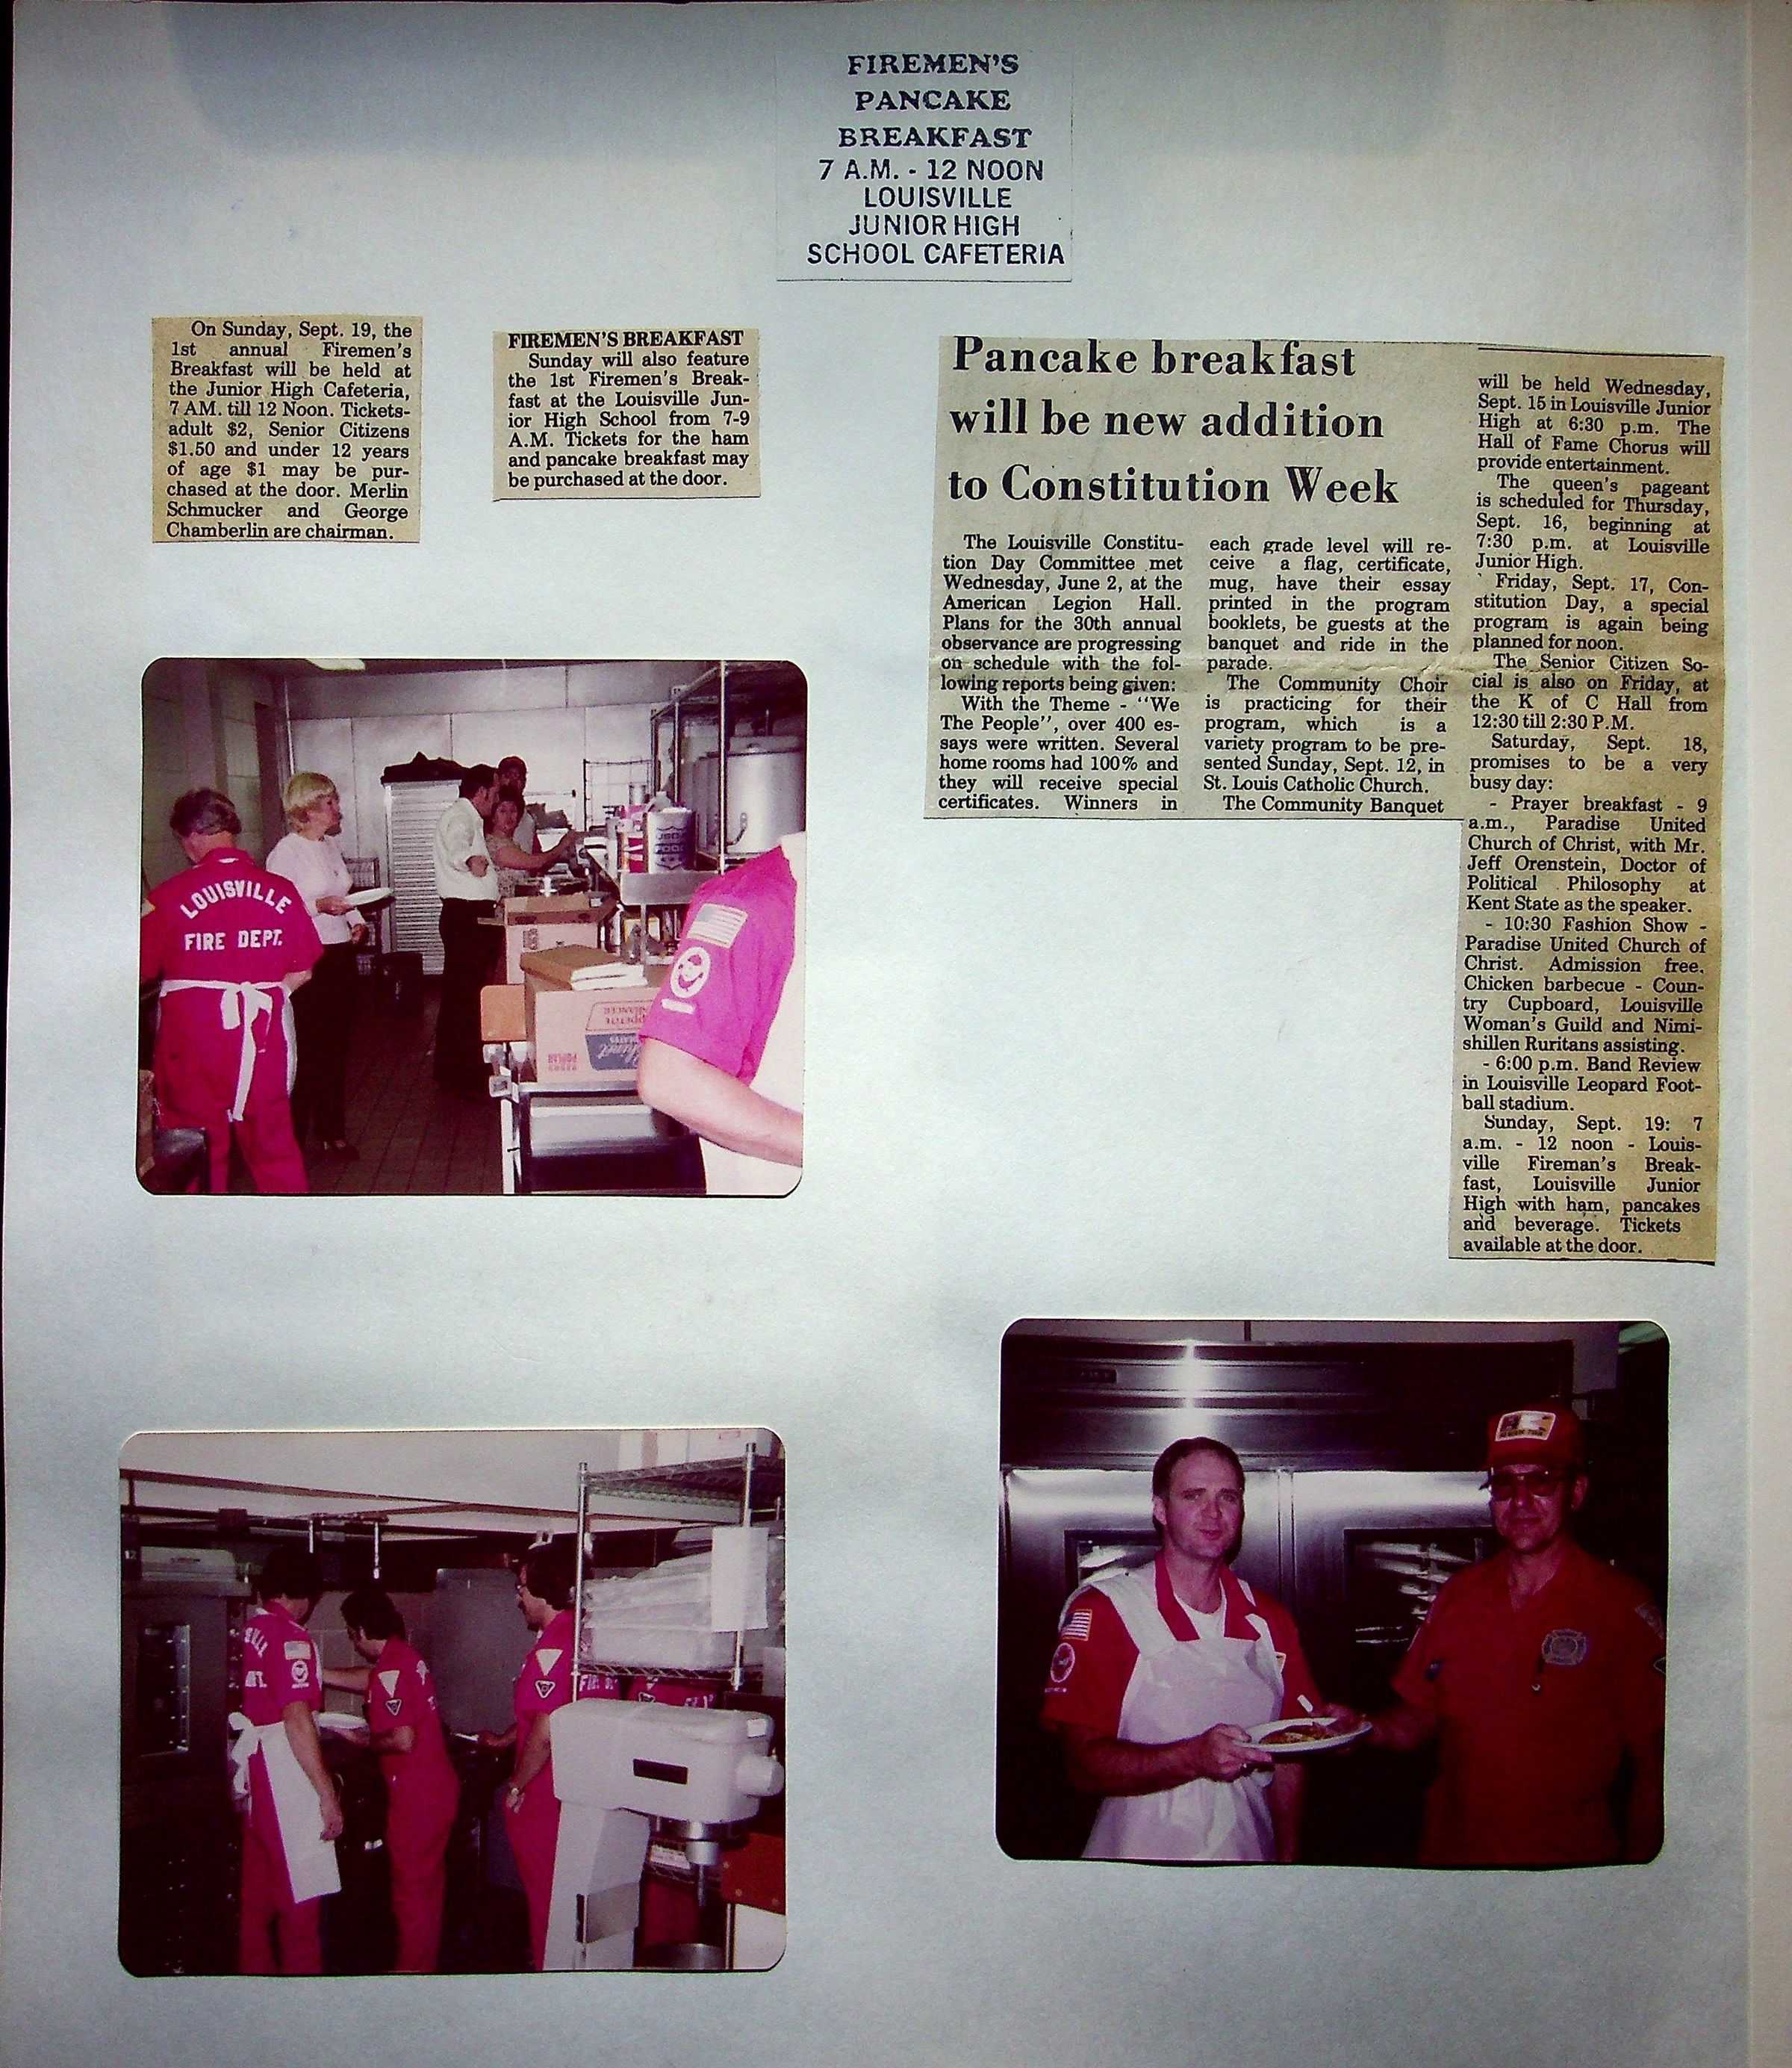 FIREMEN'S
PANCAKE
BREAKFAST
7 A.M. - 12 NOON
LOUISVILLE
JUNIOR HIGH
SCHOOL CAFETERIA
On Sunday, Sept. 19, the
1st annual Firemen's
Breakfast will be held at
the Junior High Cafeteria,
7 AM. till 12 Noon. Tickets-
adult $2, Senior Citizens
$1.50 and under 12 years
of age $1 may be pur-
chased at the door. Merlin
Schmucker and George
Chamberlin are chairman.
FIREMEN'S BREAKFAST
Sunday will also feature
the 1st Firemen's Break-
fast at the Louisville Jun-
ior High School from 7-9
A.M. Tickets for the ham
and pancake breakfast may
be purchased at the door.
Pancake breakfast
will be new addition
to Constitution Week
The Louisville Constitu-
tion Day Committee met
Wednesday, June 2, at the
American Legion Hall.
Plans for the 30th annual
observance are progressing
on schedule with the fol-
lowing reports being given:
With the Theme - "We
The People", over 400 es-
says were written. Several
home rooms had 100% and
they will receive special
certificates. Winners in
each grade level will re-
ceive a flag, certificate,
mug, have their essay
printed in the program
booklets, be guests at the
banquet and ride in the
parade.
The Community Choir
is practicing for their
program, which is a
variety program to be pre-
sented Sunday, Sept. 12, in
St. Louis Catholic Church.
The Community Banquet
will be held Wednesday,
Sept. 15 in Louisville Junior
High at 6:30 p.m. The
Hall of Fame Chorus will
provide entertainment.
The queen's pageant
is scheduled for Thursday,
Sept. 16, beginning at
7:30 p.m. at Louisville
Junior High.
Friday, Sept. 17, Con-
stitution Day, a special
program is again being
planned for noon.
The Senior Citizen So-
cial is also on Friday, at
the K of C Hall from
12:30 till 2:30 P.M.
Saturday, Sept. 18,
promises to be a very
busy day:
- Prayer breakfast - 9
a.m., Paradise United
Church of Christ, with Mr.
Jeff Orenstein, Doctor of
Political Philosophy at
Kent State as the speaker.
- 10:30 Fashion Show -
Paradise United Church of
Christ. Admission free.
Chicken barbecue - Coun-
try Cupboard, Louisville
Woman's Guild and Nimi-
shillen Ruritans assisting.
- 6:00 p.m. Band Review
in Louisville Leopard Foot-
ball stadium.
Sunday, Sept. 19: 7
a.m. - 12 noon - Louis-
ville Fireman's Break-
fast, Louisville Junior
High with ham, pancakes
and beverage. Tickets
available at the door.
LOUISVILLE
FIRE DEPT.